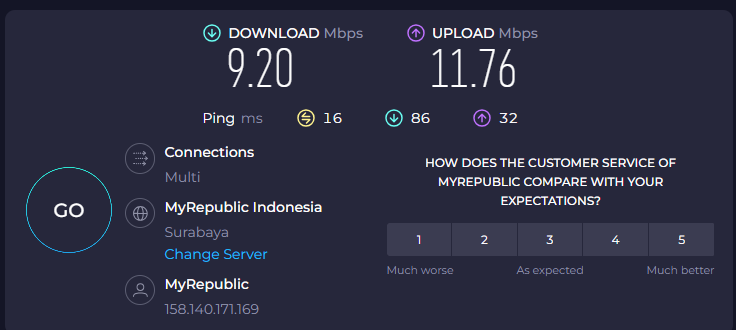 DOWNLOAD Mbps
UPLOAD Mbps
9.20
11.76
Ping ms 16 86 32
GO
Connections
Multi
MyRepublic Indonesia
Surabaya
Change Server
MyRepublic
158.140.171.169
HOW DOES THE CUSTOMER SERVICE OF
MYREPUBLIC COMPARE WITH YOUR
EXPECTATIONS?
1 2 3 4 5
Much worse As expected Much better